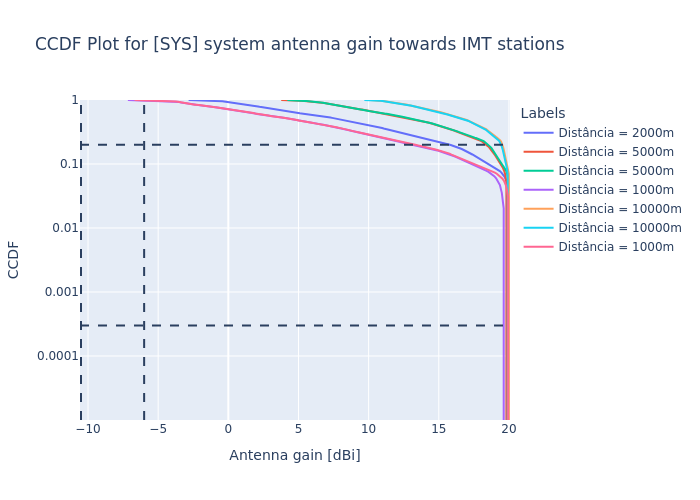 CCDF Plot for [SYS] system antenna gain towards IMT stations
Labels
Distância = 2000m
Distância = 5000m
Distância = 5000m
Distância = 1000m
Distância = 10000m
Distância = 10000m
Distância = 1000m
CCDF
1
0.1
0.01
0.001
0.0001
−10
−5
0
5
10
15
20
Antenna gain [dBi]